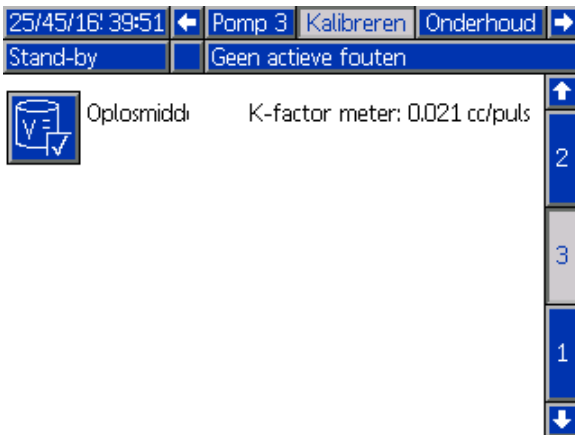 25/45/16 39:51 Pomp 3 Kalibreren Onderhoud
Stand-by Geen actieve fouten
Oplosmidd K-factor meter: 0.021 cc/puls
2
3
1